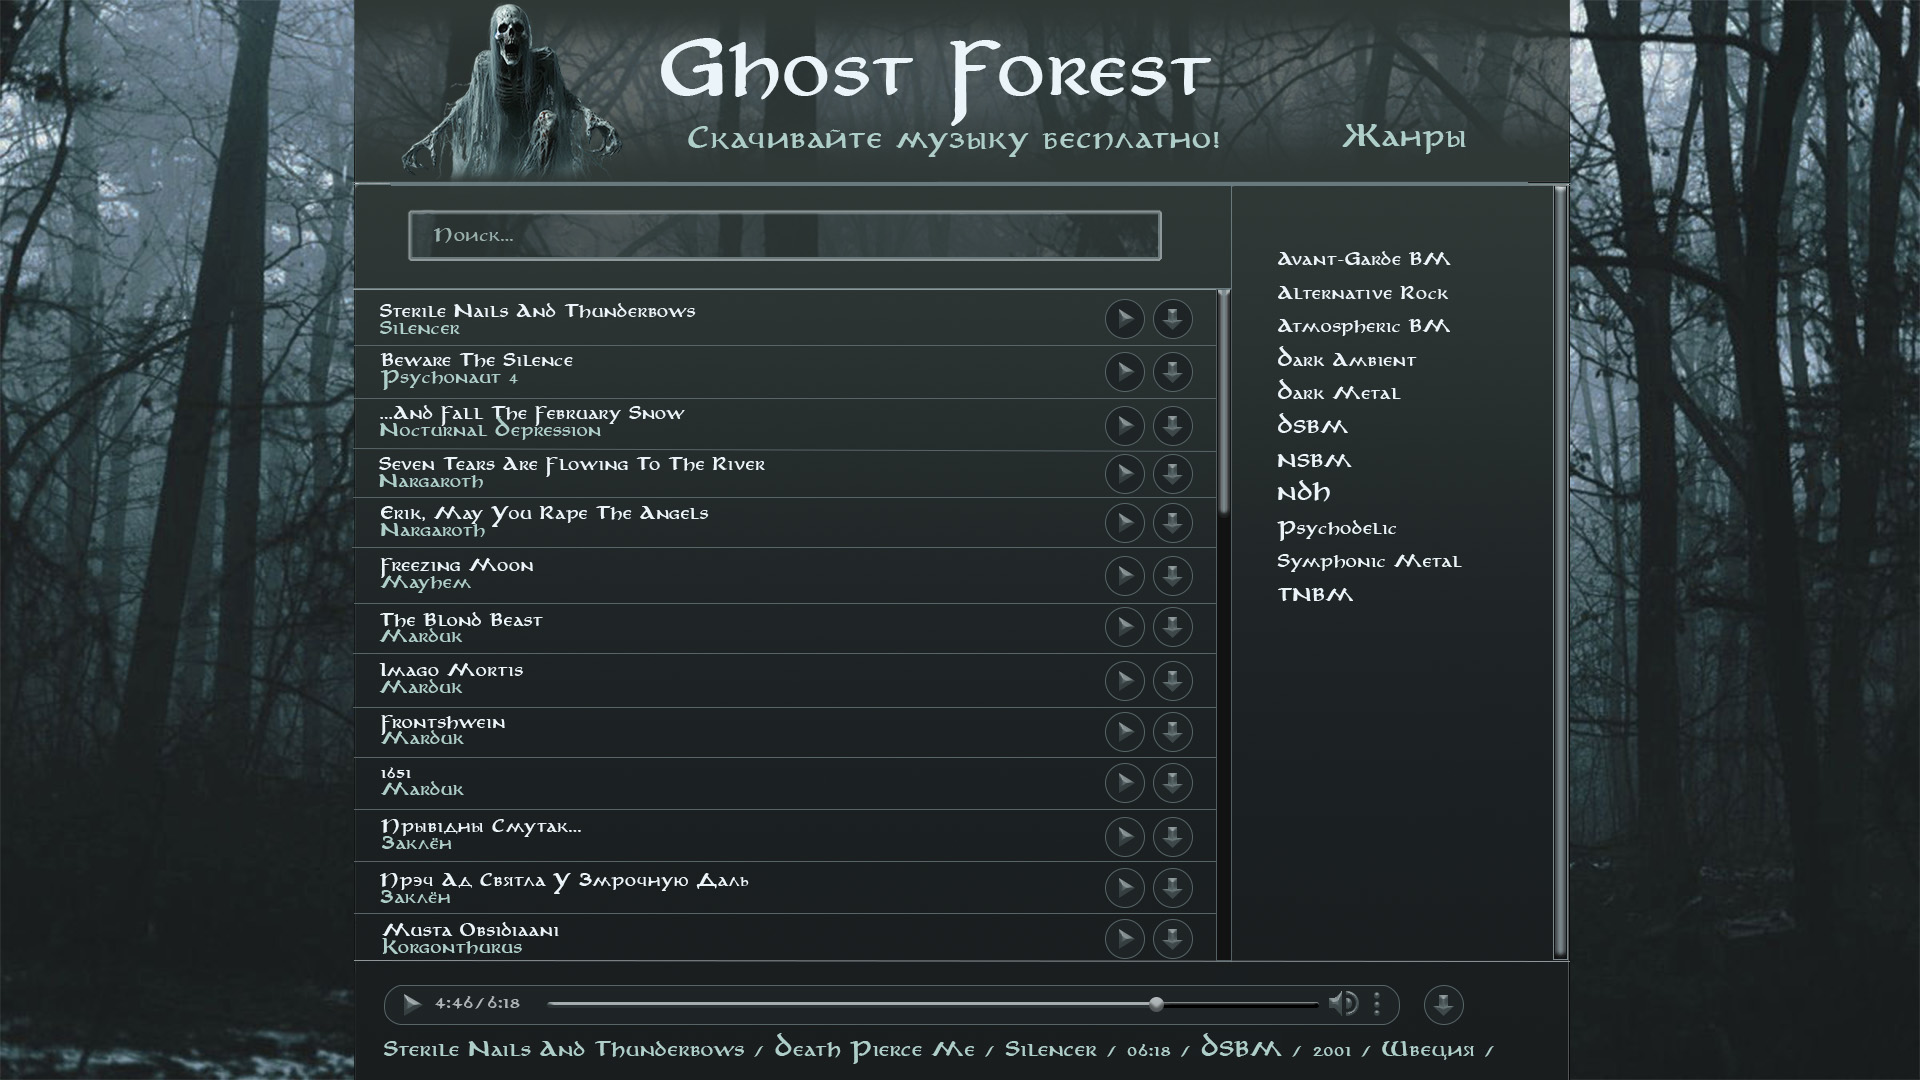 Ghost Forest
Скачивайте музыку бесплатно!
Жанры
Поиск...
Sterile Nails And Thunderbows
Silencer
Beware The Silence
Psychonaut 4
...And Fall The February Snow
Nocturnal Depression
Seven Tears Are Flowing To The River
Nargaroth
Erik, May You Rape The Angels
Nargaroth
Freezing Moon
Mayhem
The Blond Beast
Marduk
Imago Mortis
Marduk
Frontshwein
Marduk
1651
Marduk
Прывідны Смутак...
Заклён
Прэч Ад Святла У Змрочную Даль
Заклён
Musta Obsidiaani
Korgonthurus
Avant-Garde BM
Alternative Rock
Atmospheric BM
Dark Ambient
Dark Metal
DSBM
NSBM
NDH
Psychodelic
Symphonic Metal
TNBM
4:46/6:18
Sterile Nails And Thunderbows / Death Pierce Me / Silencer / 06:18 / DSBM / 2001 / Швеция /